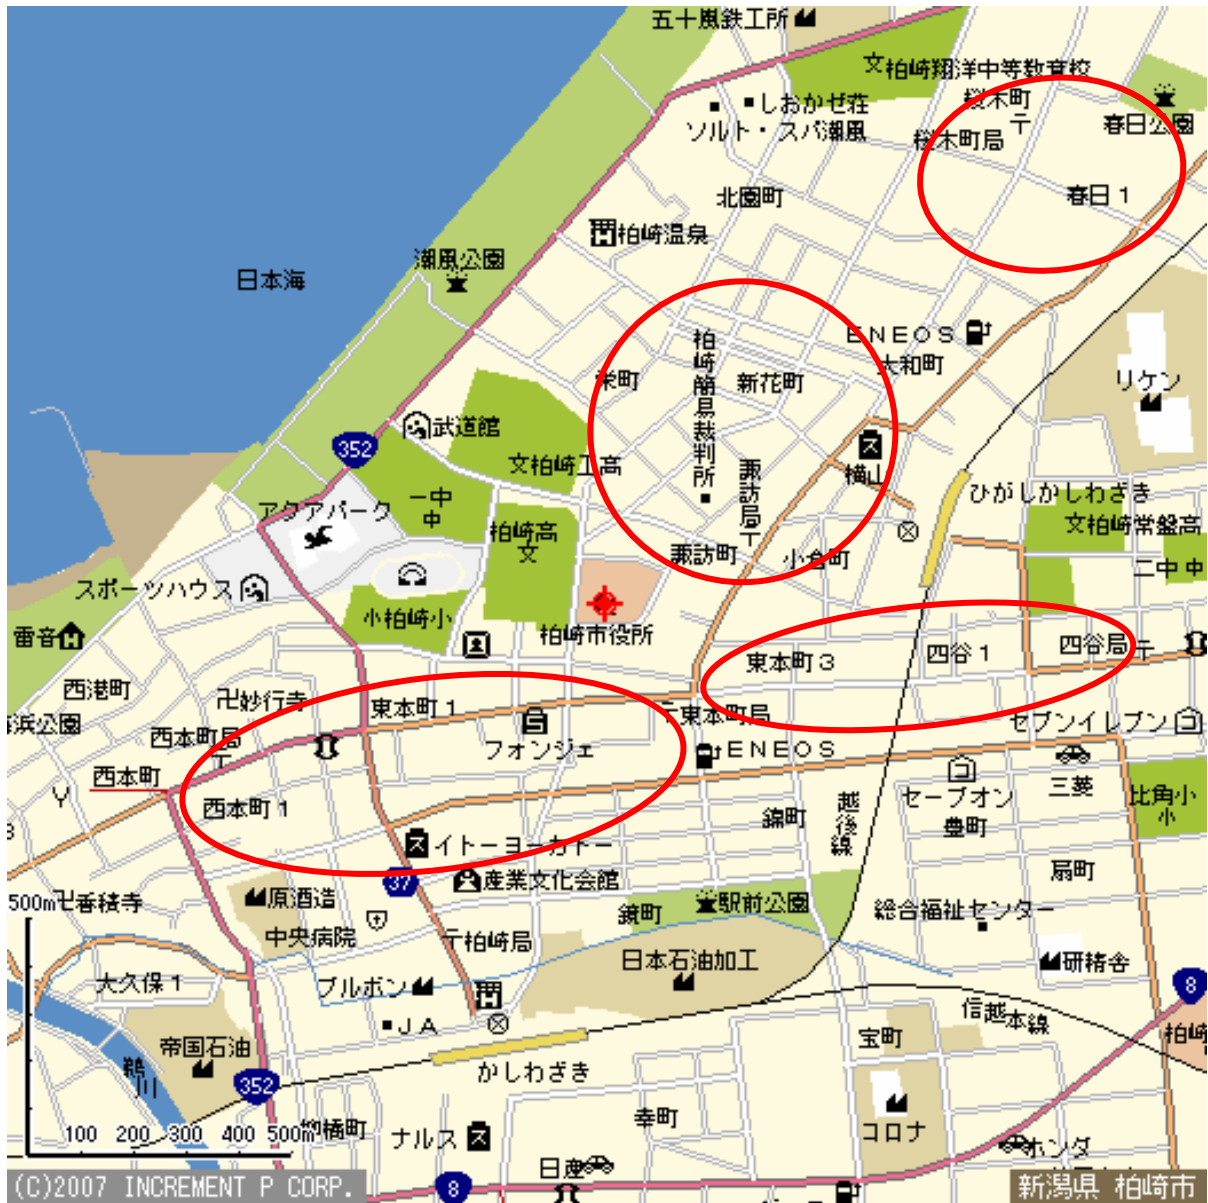 五十嵐鉄工所
文柏崎翔洋中等教育校
桜木町
〒
しおかぜ荘
ソルト・スパ潮風
桜木町局
春日公園
北園町
春日1
柏崎温泉
潮風公園
日本海
ENEOS
大和町
柏崎簡易裁判所
栄町
新花町
リケン
武道館
352
文柏崎工高
諏訪局
〒
横山
ひがしかしわざき
アクアパーク
一中
中
柏崎高
文
文柏崎常盤高
諏訪町
小倉町
二中中
スポーツハウス
小柏崎小
柏崎市役所
雷音
東本町3
四谷1
四谷局
〒
西港町
卍妙行寺
東本町1
〒東本町局
浜公園
西本町局
〒
フォンジェ
ENEOS
セブンイレブン
西本町
西本町1
セーブオン
三菱
比角小
小
越後線
錦町
豊町
イトーヨーカドー
扇町
37
産業文化会館
500m
卍香積寺
原酒造
駅前公園
総合福祉センター
鏡町
中央病院
〒柏崎局
日本石油加工
研精舎
大久保1
ブルボン
8
JA
信越本線
宝町
柏崎
帝国石油
鵜川
かしわざき
352
幸町
コロナ
100 200 300 400 500m
橋町
ナルス
ホンダ
日産
8
(C)2007 INCREMENT P CORP.
新潟県 柏崎市